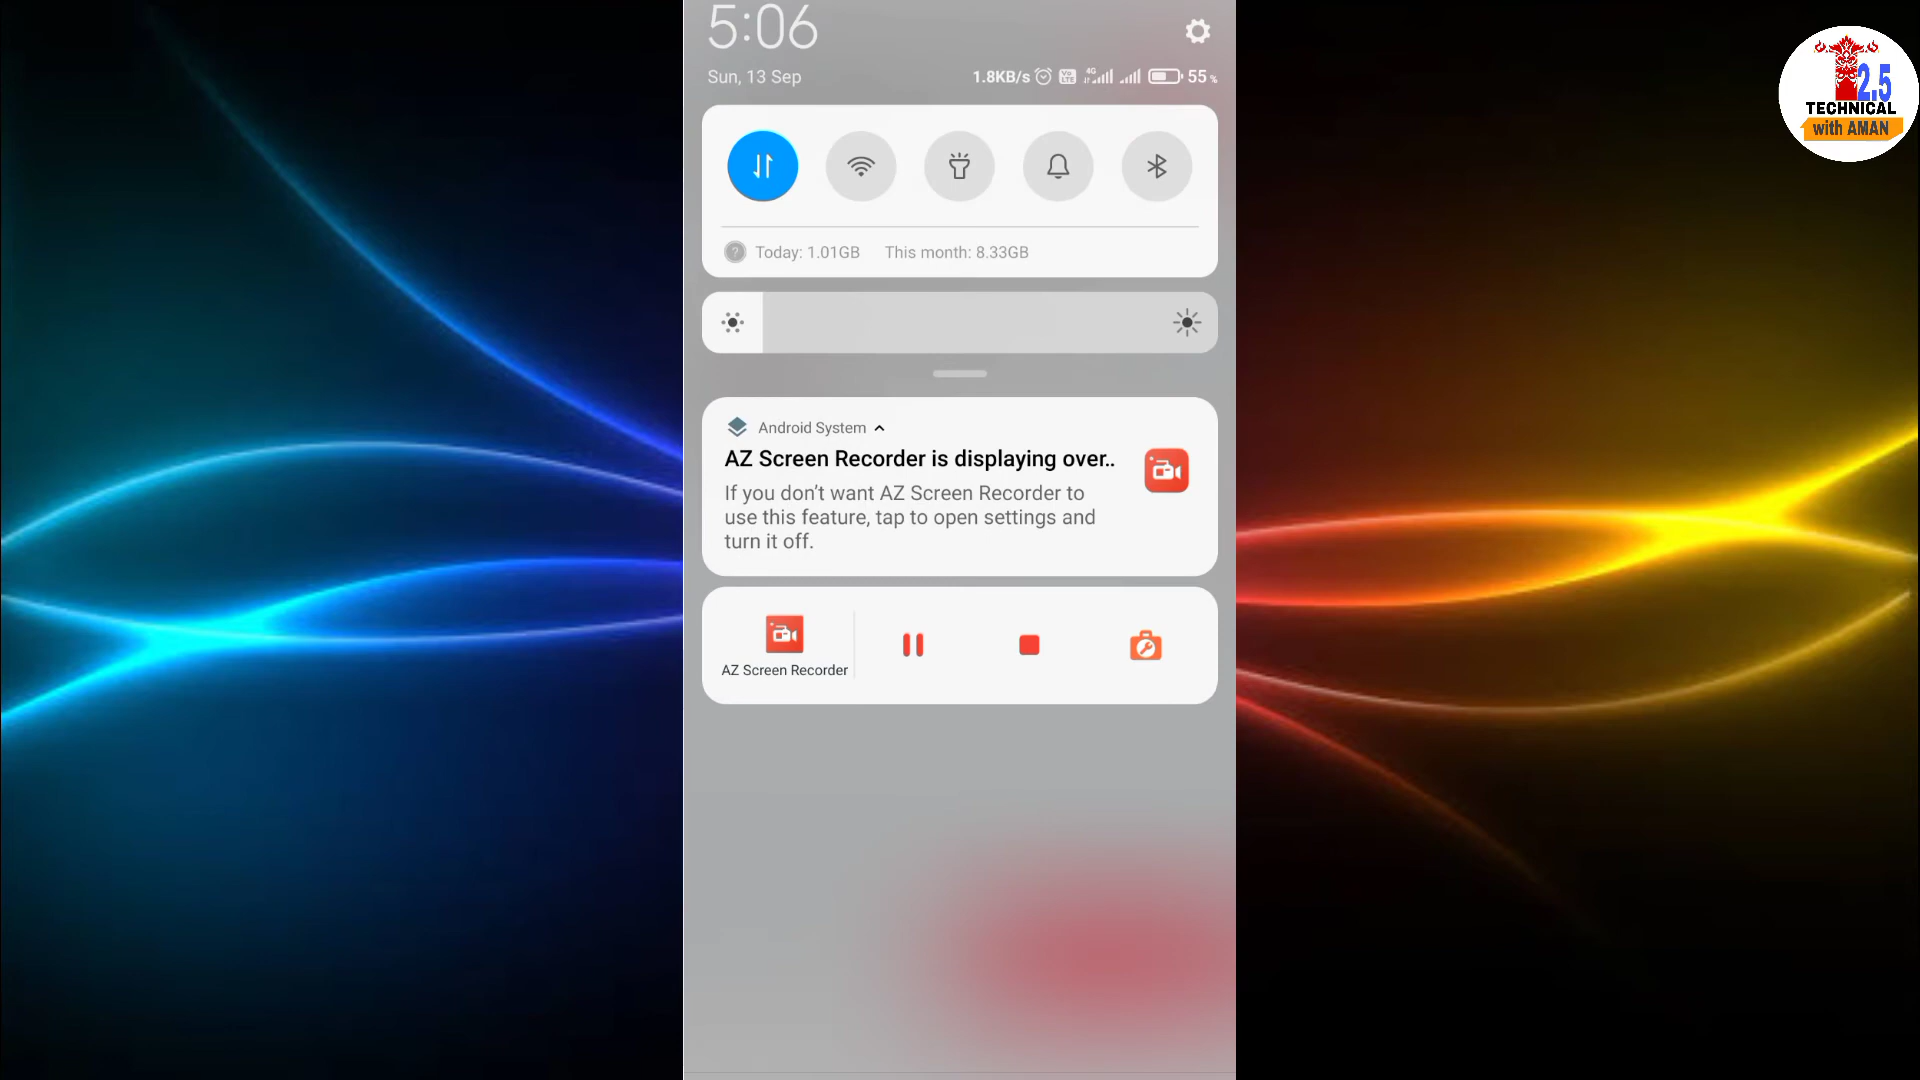 5:06
Sun, 13 Sep
1.8KB/s 4G 55 %
Today: 1.01GB This month: 8.33GB
Android System
AZ Screen Recorder is displaying over..
If you don't want AZ Screen Recorder to
use this feature, tap to open settings and
turn it off.
AZ Screen Recorder
2.5
TECHNICAL
with AMAN